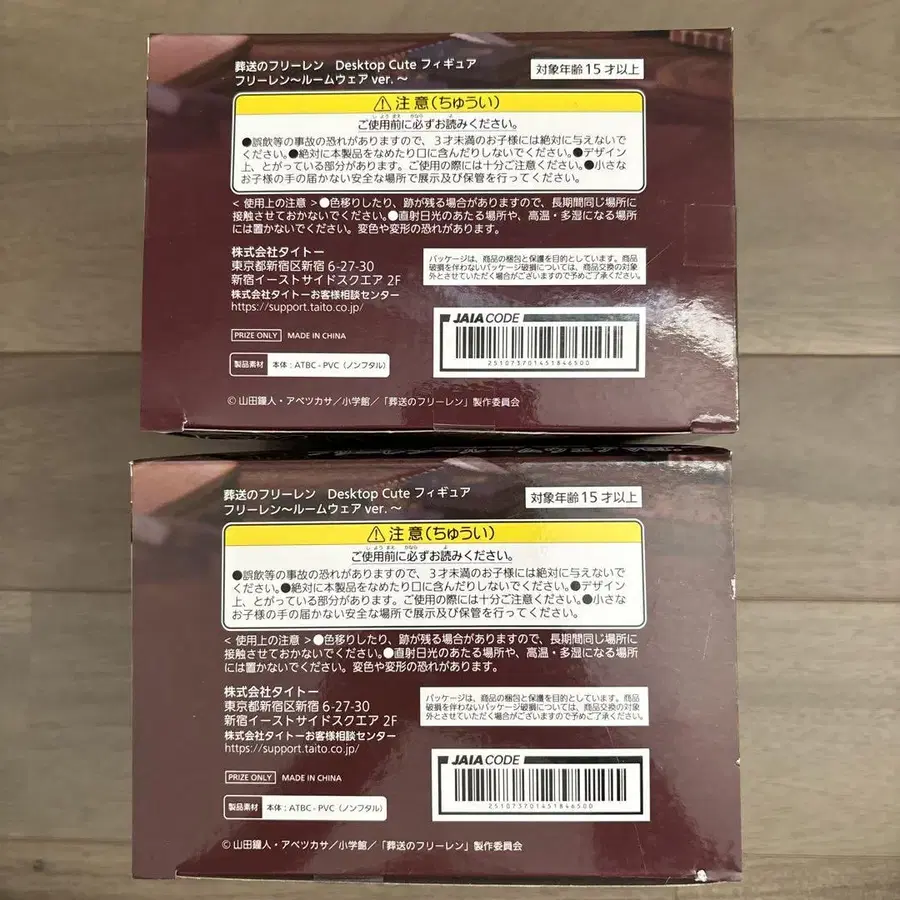 葬送のフリーレン Desktop Cute フィギュア
フリーレン～ルームウェア ver.～
対象年齢15才以上
⚠注意(ちゅうい)
ご使用前に必ずお読みください。
●誤飲等の事故の恐れがありますので、3才未満のお子様には絶対に与えないで
ください。●絶対に本製品をなめたり口に含んだりしないでください。●デザイン
上、とがっている部分があります。ご使用の際には十分ご注意ください。●小さな
お子様の手の届かない安全な場所で展示及び保管を行ってください。
< 使用上の注意 >●色移りしたり、跡が残る場合がありますので、長期間同じ場所に
接触させておかないでください。●直射日光のあたる場所や、高温・多湿になる場所
には置かないでください。変色や変形の恐れがあります。
株式会社タイトー
東京都新宿区新宿 6-27-30
新宿イーストサイドスクエア 2F
株式会社タイトーお客様相談センター
https://support.taito.co.jp/
パッケージは、商品の梱包と保護を目的としています。商品
破損を伴わないパッケージ破損については、商品交換の対象
外とさせていただく場合がございますので予めご了承ください。
PRIZE ONLY MADE IN CHINA
JAIA CODE
251073701451846500
製品素材 本体:ATBC-PVC(ノンフタル)
© 山田鐘人・アベツカサ／小学館／「葬送のフリーレン」製作委員会
葬送のフリーレン Desktop Cute フィギュア
フリーレン～ルームウェア ver.～
対象年齢15才以上
⚠注意(ちゅうい)
ご使用前に必ずお読みください。
●誤飲等の事故の恐れがありますので、3才未満のお子様には絶対に与えないで
ください。●絶対に本製品をなめたり口に含んだりしないでください。●デザイン
上、とがっている部分があります。ご使用の際には十分ご注意ください。●小さな
お子様の手の届かない安全な場所で展示及び保管を行ってください。
< 使用上の注意 >●色移りしたり、跡が残る場合がありますので、長期間同じ場所に
接触させておかないでください。●直射日光のあたる場所や、高温・多湿になる場所
には置かないでください。変色や変形の恐れがあります。
株式会社タイトー
東京都新宿区新宿 6-27-30
新宿イーストサイドスクエア 2F
株式会社タイトーお客様相談センター
https://support.taito.co.jp/
パッケージは、商品の梱包と保護を目的としています。商品
破損を伴わないパッケージ破損については、商品交換の対象
外とさせていただく場合がございますので予めご了承ください。
PRIZE ONLY MADE IN CHINA
JAIA CODE
251073701451846500
製品素材 本体:ATBC-PVC(ノンフタル)
© 山田鐘人・アベツカサ／小学館／「葬送のフリーレン」製作委員会